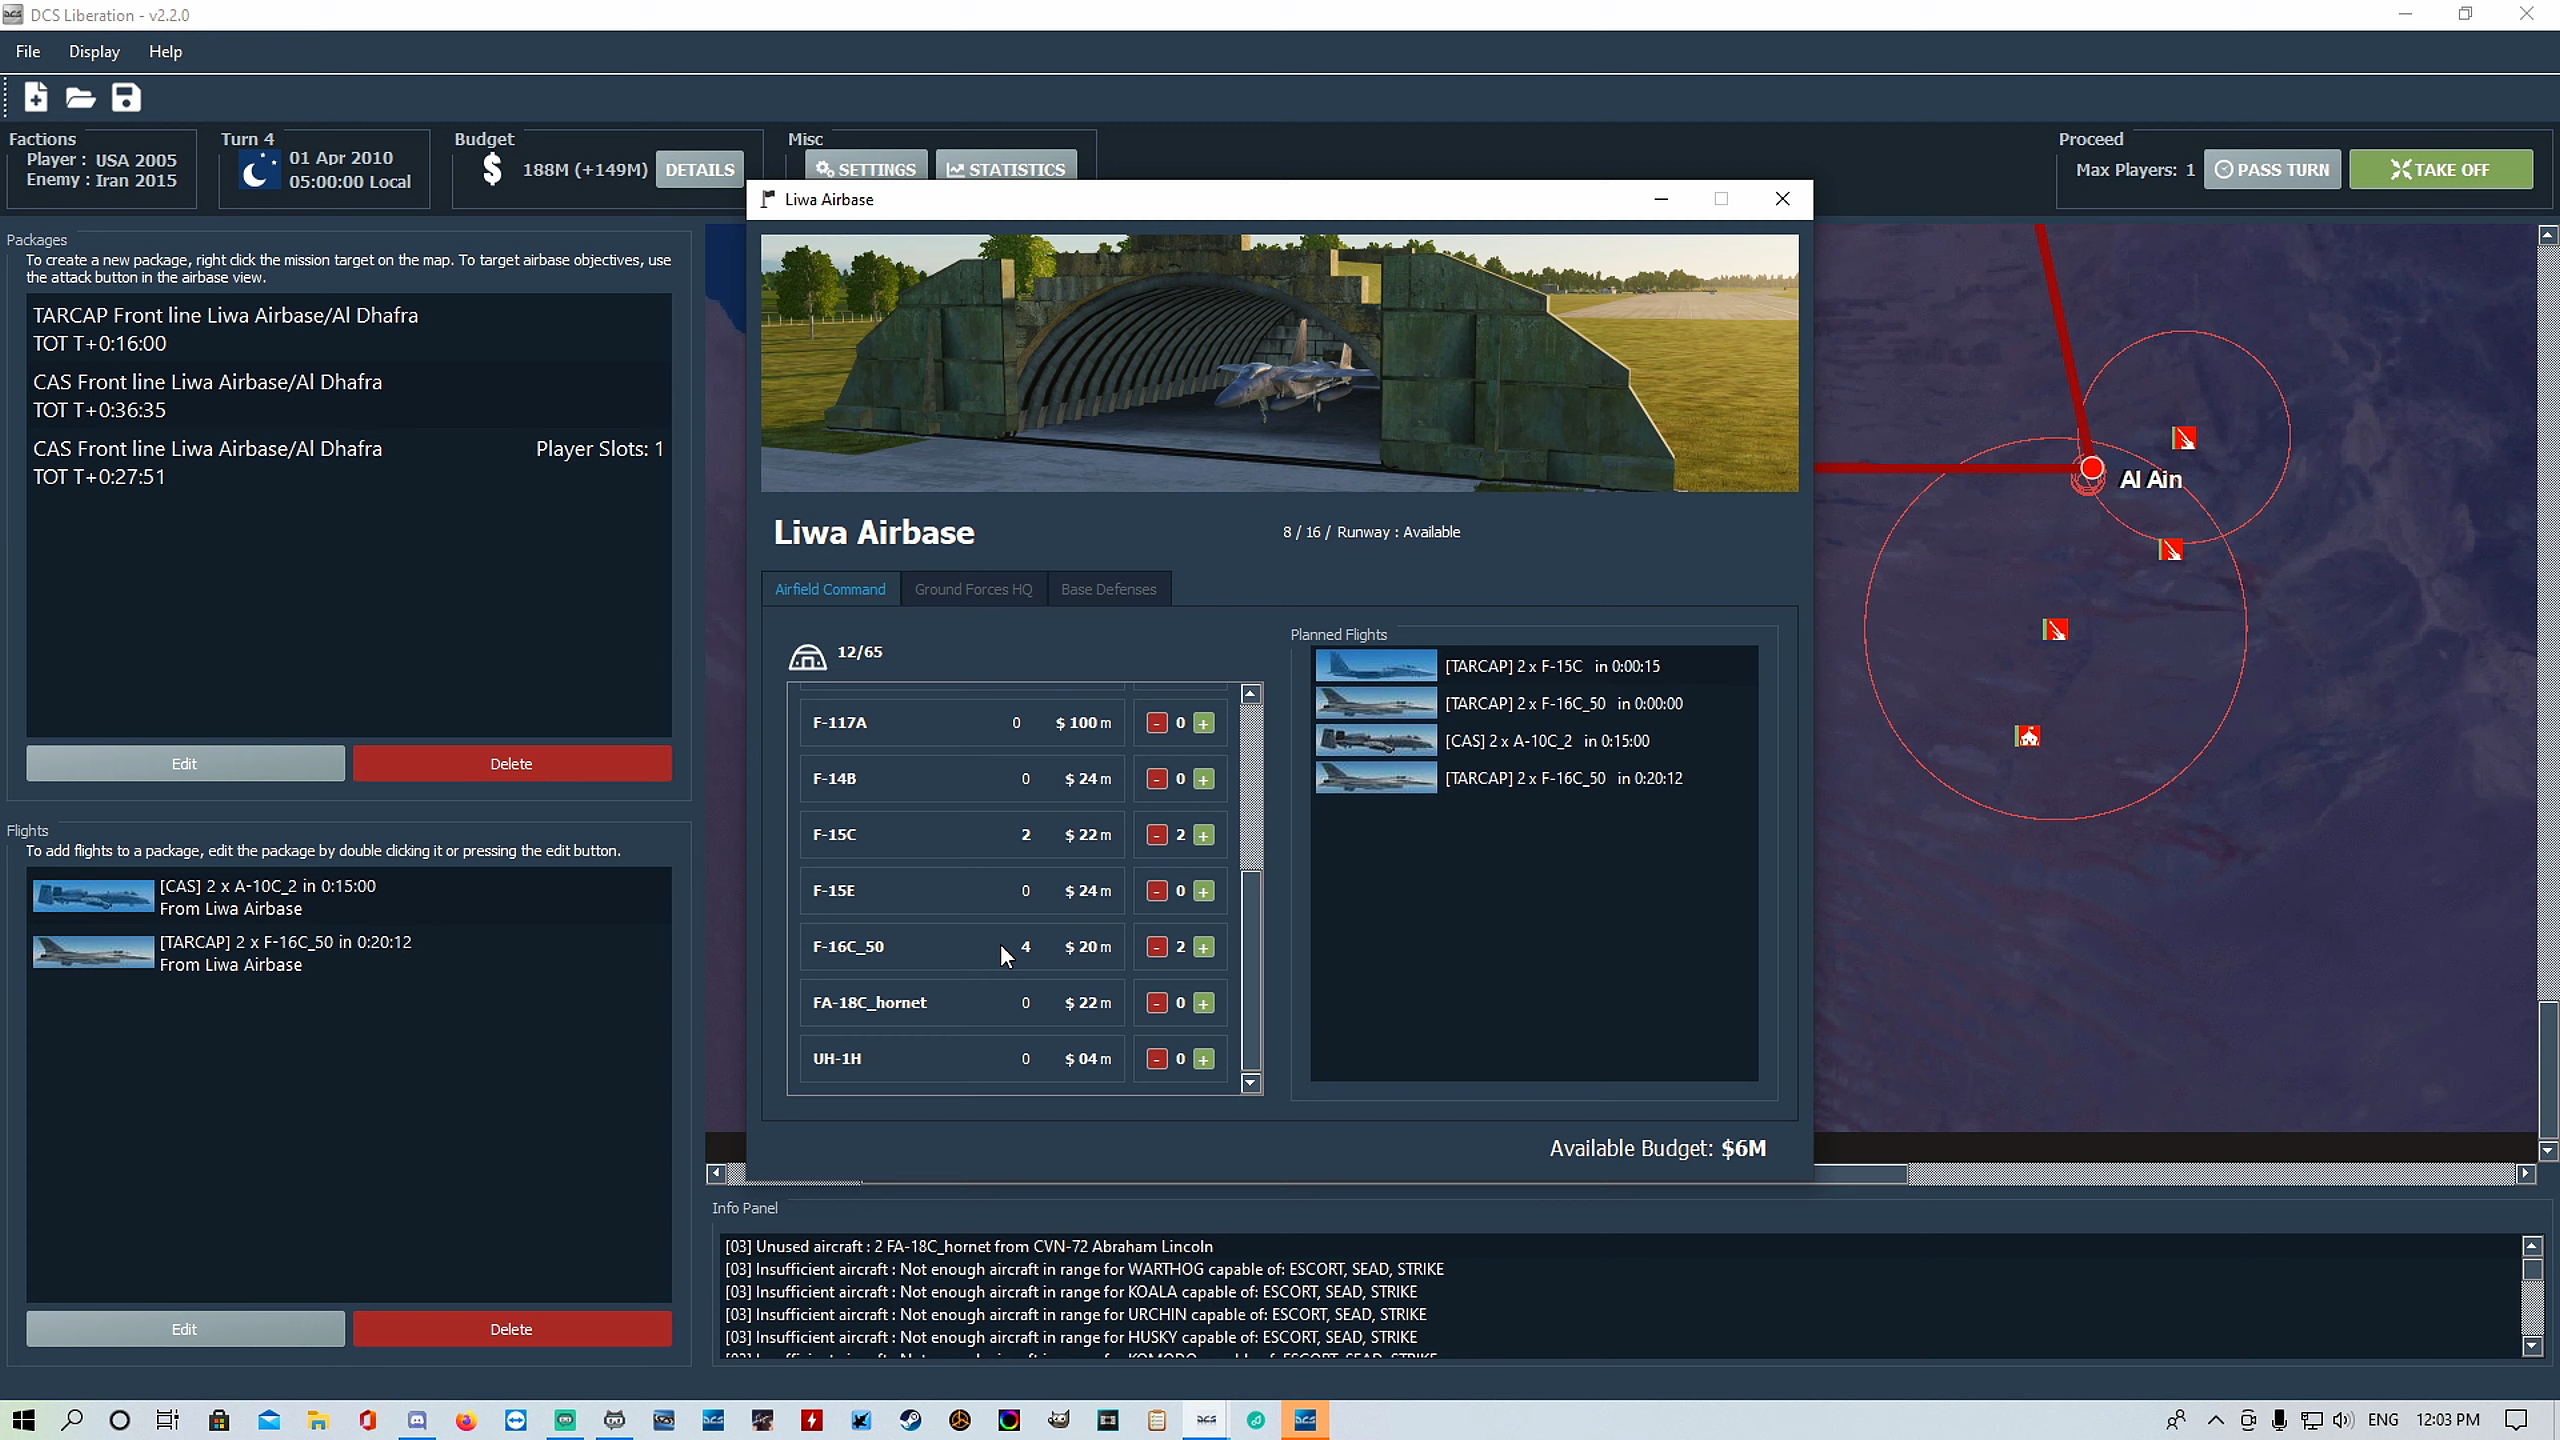 DCS Liberation - v2.2.0
File Display Help
Factions
Player : USA 2005
Enemy : Iran 2015
Turn 4
01 Apr 2010
05:00:00 Local
Budget
$ 188M (+149M) DETAILS
Misc
SETTINGS STATISTICS
Proceed
Max Players: 1 PASS TURN TAKE OFF
Packages
To create a new package, right click the mission target on the map. To target airbase objectives, use
the attack button in the airbase view.
TARCAP Front line Liwa Airbase/Al Dhafra
TOT T+0:16:00
CAS Front line Liwa Airbase/Al Dhafra
TOT T+0:36:35
CAS Front line Liwa Airbase/Al Dhafra Player Slots: 1
TOT T+0:27:51
Edit Delete
Flights
To add flights to a package, edit the package by double clicking it or pressing the edit button.
[CAS] 2 x A-10C_2 in 0:15:00
From Liwa Airbase
[TARCAP] 2 x F-16C_50 in 0:20:12
From Liwa Airbase
Edit Delete
Liwa Airbase
Liwa Airbase
8 / 16 / Runway : Available
Airfield Command Ground Forces HQ Base Defenses
12/65
F-117A 0 $ 100 m - 0 +
F-14B 0 $ 24 m - 0 +
F-15C 2 $ 22 m - 2 +
F-15E 0 $ 24 m - 0 +
F-16C_50 4 $ 20 m - 2 +
FA-18C_hornet 0 $ 22 m - 0 +
UH-1H 0 $ 04 m - 0 +
Planned Flights
[TARCAP] 2 x F-15C in 0:00:15
[TARCAP] 2 x F-16C_50 in 0:00:00
[CAS] 2 x A-10C_2 in 0:15:00
[TARCAP] 2 x F-16C_50 in 0:20:12
Available Budget: $6M
Al Ain
Info Panel
[03] Unused aircraft : 2 FA-18C_hornet from CVN-72 Abraham Lincoln
[03] Insufficient aircraft : Not enough aircraft in range for WARTHOG capable of: ESCORT, SEAD, STRIKE
[03] Insufficient aircraft : Not enough aircraft in range for KOALA capable of: ESCORT, SEAD, STRIKE
[03] Insufficient aircraft : Not enough aircraft in range for URCHIN capable of: ESCORT, SEAD, STRIKE
[03] Insufficient aircraft : Not enough aircraft in range for HUSKY capable of: ESCORT, SEAD, STRIKE
ENG 12:03 PM